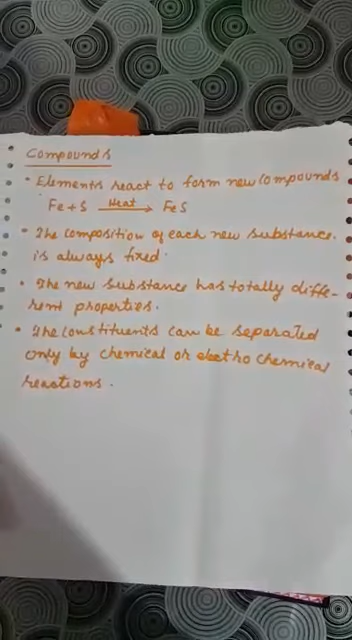 Compounds
• Elements react to form new Compounds
Fe + S —Heat→ FeS
• The composition of each new substance.
is always fixed.
• The new substance has totally diffe-
rent properties.
• The constituents can be separated
only by chemical or electro chemical
reactions.